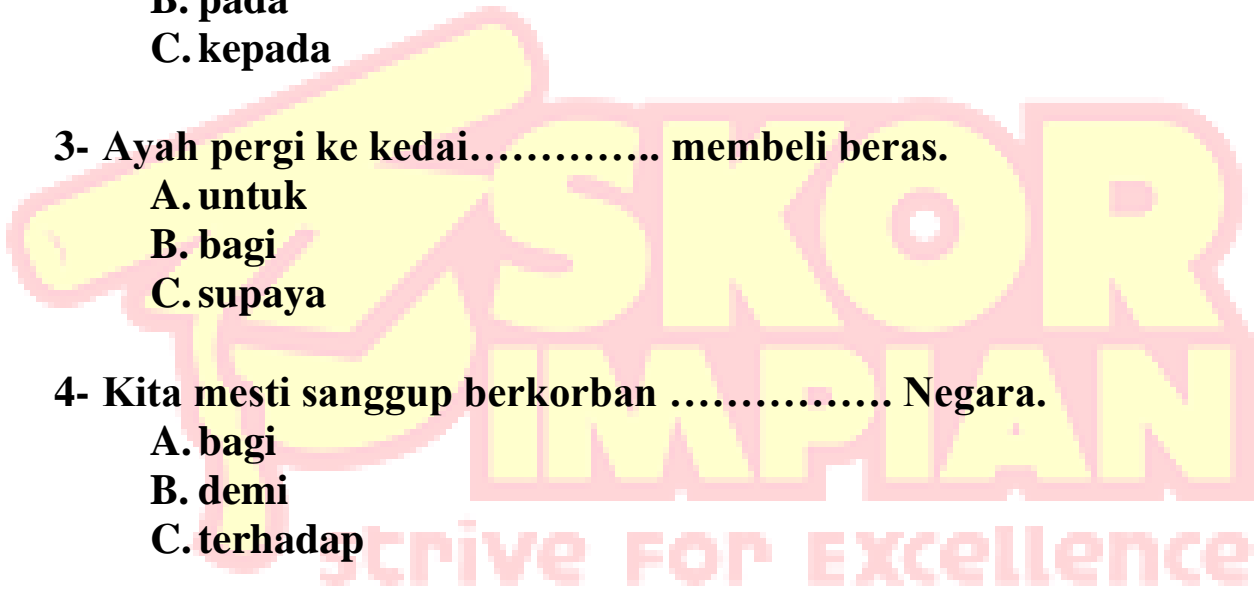 B. pada
C. kepada
3- Ayah pergi ke kedai………….. membeli beras.
A. untuk
B. bagi
C. supaya
4- Kita mesti sanggup berkorban ……………. Negara.
A. bagi
B. demi
C. terhadap
SKOR
IMPIAN
Strive For Excellence